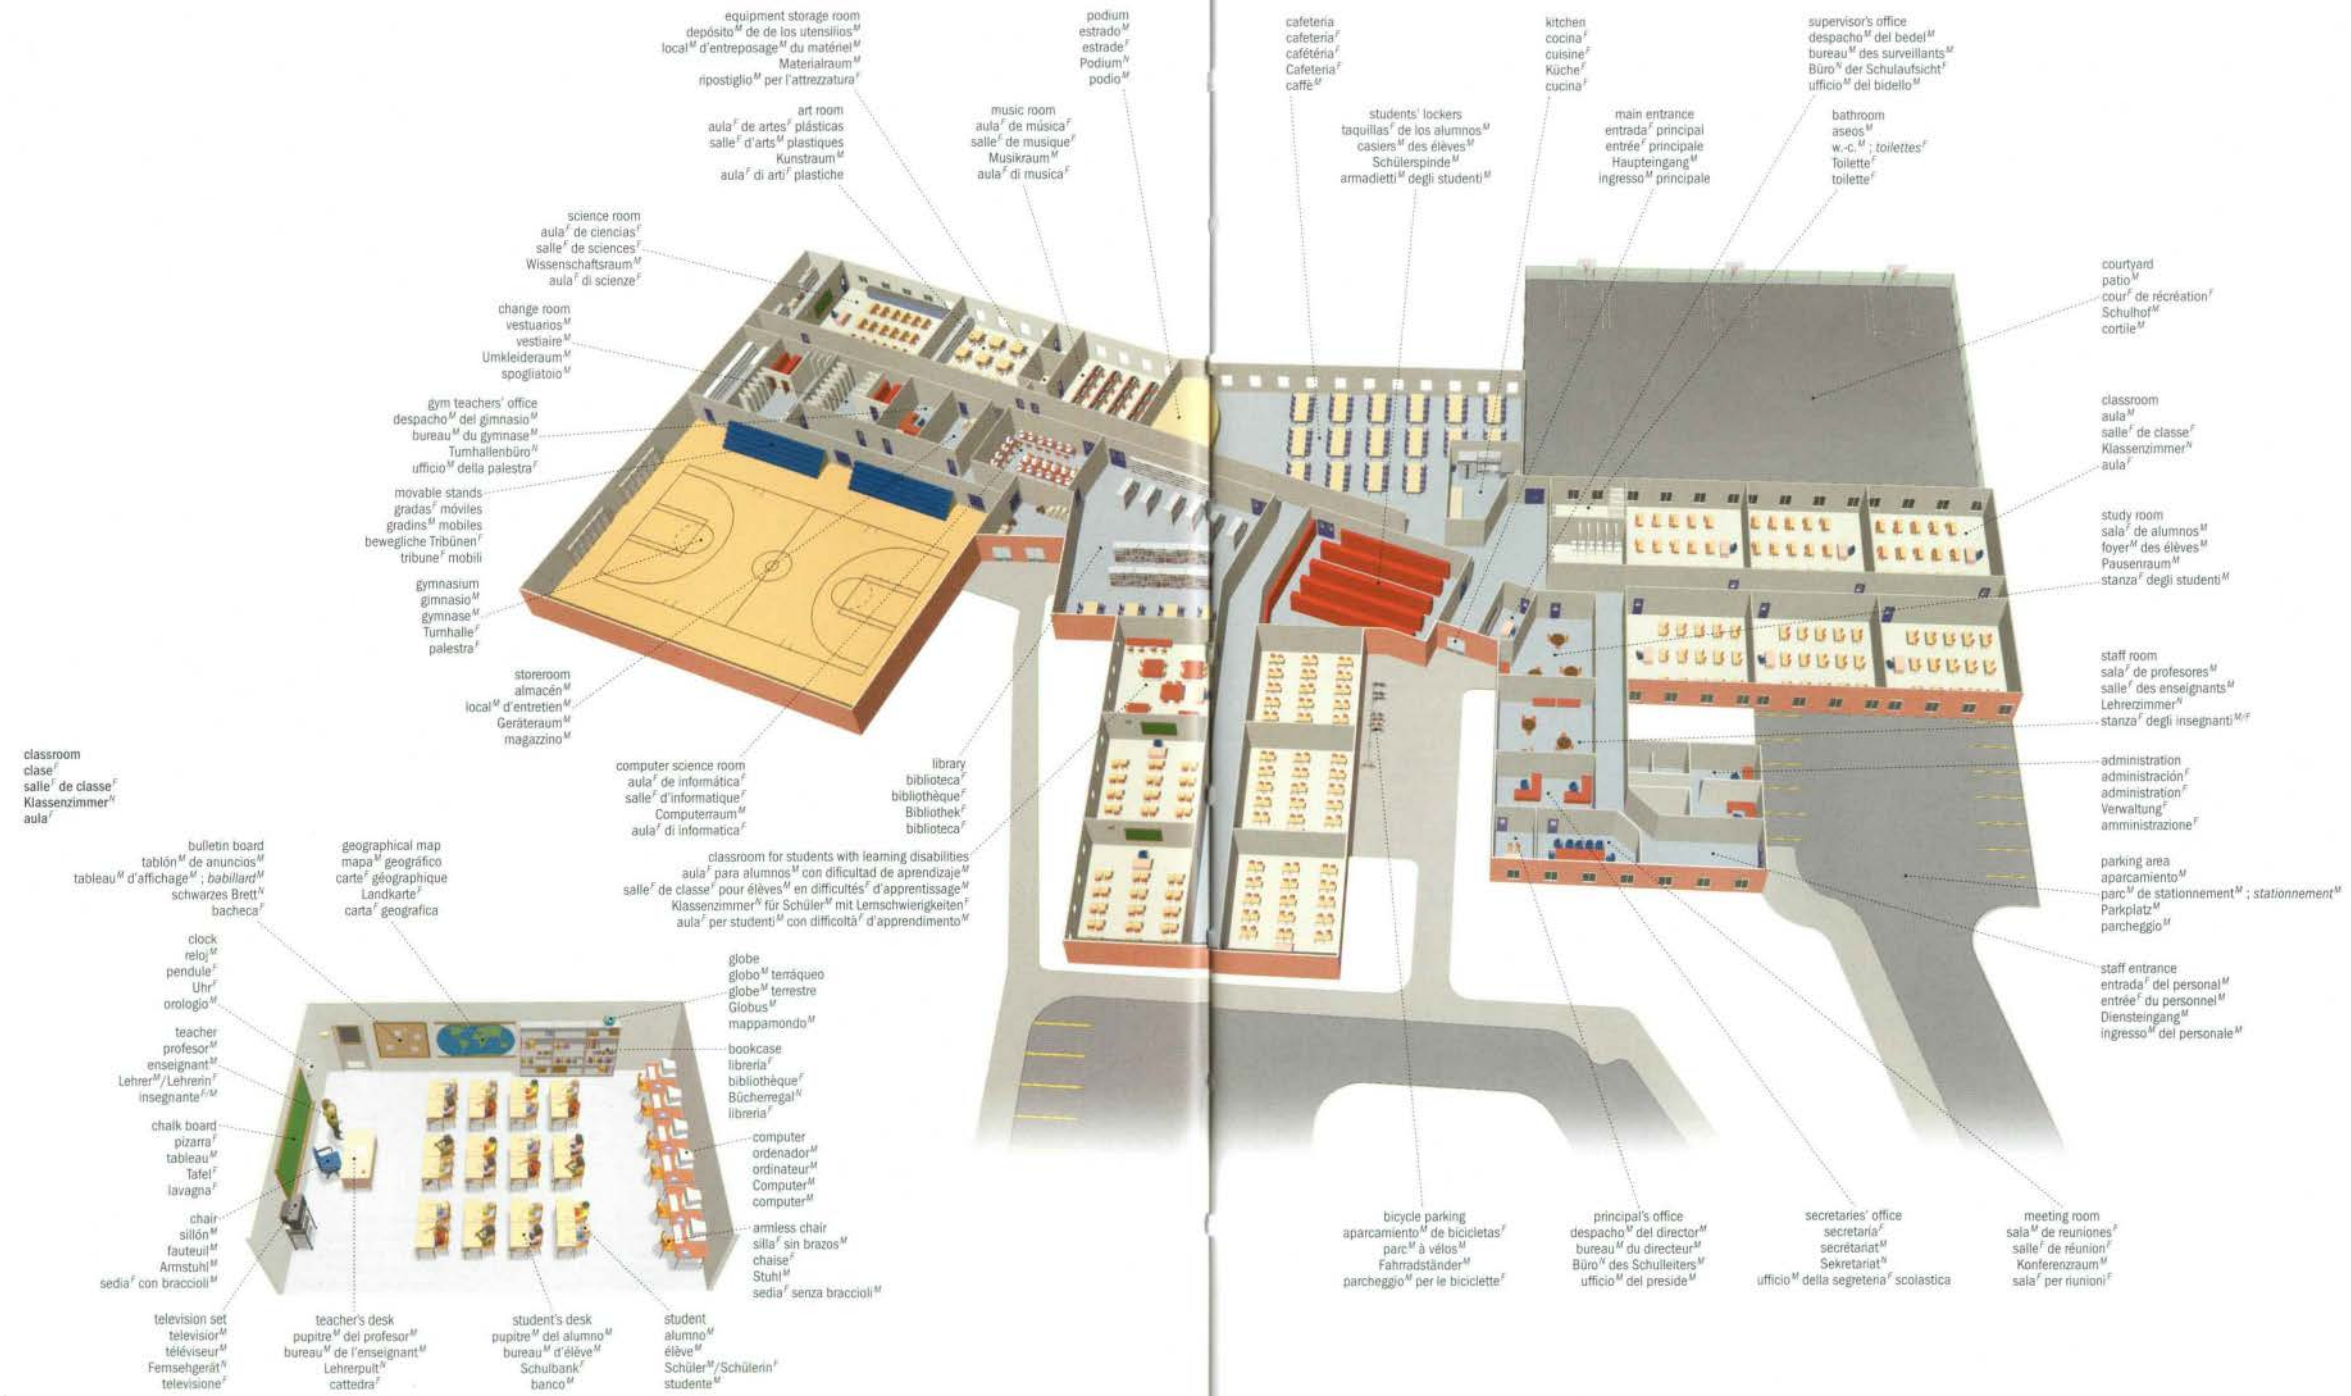 equipment storage room
depósito^M de de los utensilios^M
local^M d'entreposage^M du matériel^M
Materialraum^M
ripostiglio^M per l'attrezzatura^F
podium
estrado^M
estrade^F
Podium^N
podio^M
cafeteria
cafetería^F
cafétéria^F
Cafeteria^F
caffè^M
kitchen
cocina^F
cuisine^F
Küche^F
cucina^F
supervisor's office
despacho^M del bedel^M
bureau^M des surveillants^M
Büro^N der Schulaufsicht^F
ufficio^M del bidello^M
art room
aula^F de artes^F plásticas
salle^F d'arts^M plastiques
Kunstraum^M
aula^F di arti^F plastiche
music room
aula^F de música^F
salle^F de musique^F
Musikraum^M
aula^F di musica^F
students' lockers
taquillas^F de los alumnos^M
casiers^M des élèves^M
Schülerspinde^M
armadietti^M degli studenti^M
main entrance
entrada^F principal
entrée^F principale
Haupteingang^M
ingresso^M principale
bathroom
aseos^M
w.-c.^M ; toilettes^F
Toilette^F
toilette^F
science room
aula^F de ciencias^F
salle^F de sciences^F
Wissenschaftsraum^M
aula^F di scienze^F
courtyard
patio^M
cour^F de récréation^F
Schulhof^M
cortile^M
change room
vestuarios^M
vestiaire^M
Umkleideraum^M
spogliatoio^M
gym teachers' office
despacho^M del gimnasio^M
bureau^M du gymnase^M
Turnhallenbüro^N
ufficio^M della palestra^F
classroom
aula^M
salle^F de classe^F
Klassenzimmer^N
aula^F
movable stands
gradas^F móviles
gradins^M mobiles
bewegliche Tribünen^F
tribune^F mobili
study room
sala^F de alumnos^M
foyer^M des élèves^M
Pausenraum^M
stanza^F degli studenti^M
gymnasium
gimnasio^M
gymnase^M
Turnhalle^F
palestra^F
storeroom
almacén^M
local^M d'entretien^M
Geräteraum^M
magazzino^M
staff room
sala^F de profesores^M
salle^F des enseignants^M
Lehrerzimmer^N
stanza^F degli insegnanti^M/F
classroom
clase^F
salle^F de classe^F
Klassenzimmer^N
aula^F
computer science room
aula^F de informática^F
salle^F d'informatique^F
Computerraum^M
aula^F di informatica^F
library
biblioteca^F
bibliothèque^F
Bibliothek^F
biblioteca^F
administration
administración^F
administration^F
Verwaltung^F
amministrazione^F
classroom for students with learning disabilities
aula^F para alumnos^M con dificultad de aprendizaje^M
salle^F de classe^F pour élèves^M en difficultés^F d'apprentissage^M
Klassenzimmer^N für Schüler^M mit Lernschwierigkeiten^F
aula^F per studenti^M con difficoltà^F d'apprendimento^M
parking area
aparcamiento^M
parc^M de stationnement^M ; stationnement^M
Parkplatz^M
parcheggio^M
bulletin board
tablón^M de anuncios^M
tableau^M d'affichage^M ; babillard^M
schwarzes Brett^N
bacheca^F
geographical map
mapa^M geográfico
carte^F géographique
Landkarte^F
carta^F geografica
staff entrance
entrada^F del personal^M
entrée^F du personnel^M
Diensteingang^M
ingresso^M del personale^M
clock
reloj^M
pendule^F
Uhr^F
orologio^M
globe
globo^M terráqueo
globe^M terrestre
Globus^M
mappamondo^M
teacher
profesor^M
enseignant^M
Lehrer^M/Lehrerin^F
insegnante^F/M
bookcase
librería^F
bibliothèque^F
Bücherregal^N
libreria^F
chalk board
pizarra^F
tableau^M
Tafel^F
lavagna^F
computer
ordenador^M
ordinateur^M
Computer^M
computer^M
chair
sillón^M
fauteuil^M
Armstuhl^M
sedia^F con braccioli^M
armless chair
silla^F sin brazos^M
chaise^F
Stuhl^M
sedia^F senza braccioli^M
television set
televisior^M
téléviseur^M
Fernsehgerät^N
televisione^F
teacher's desk
pupitre^M del profesor^M
bureau^M de l'enseignant^M
Lehrerpult^N
cattedra^F
student's desk
pupitre^M del alumno^M
bureau^M d'élève^M
Schulbank^F
banco^M
student
alumno^M
élève^M
Schüler^M/Schülerin^F
studente^M
bicycle parking
aparcamiento^M de bicicletas^F
parc^M à vélos^M
Fahrradständer^M
parcheggio^M per le biciclette^F
principal's office
despacho^M del director^M
bureau^M du directeur^M
Büro^N des Schulleiters^M
ufficio^M del preside^M
secretaries' office
secretaría^F
secrétariat^M
Sekretariat^N
ufficio^M della segreteria^F scolastica
meeting room
sala^M de reuniones^F
salle^F de réunion^F
Konferenzraum^M
sala^F per riunioni^F